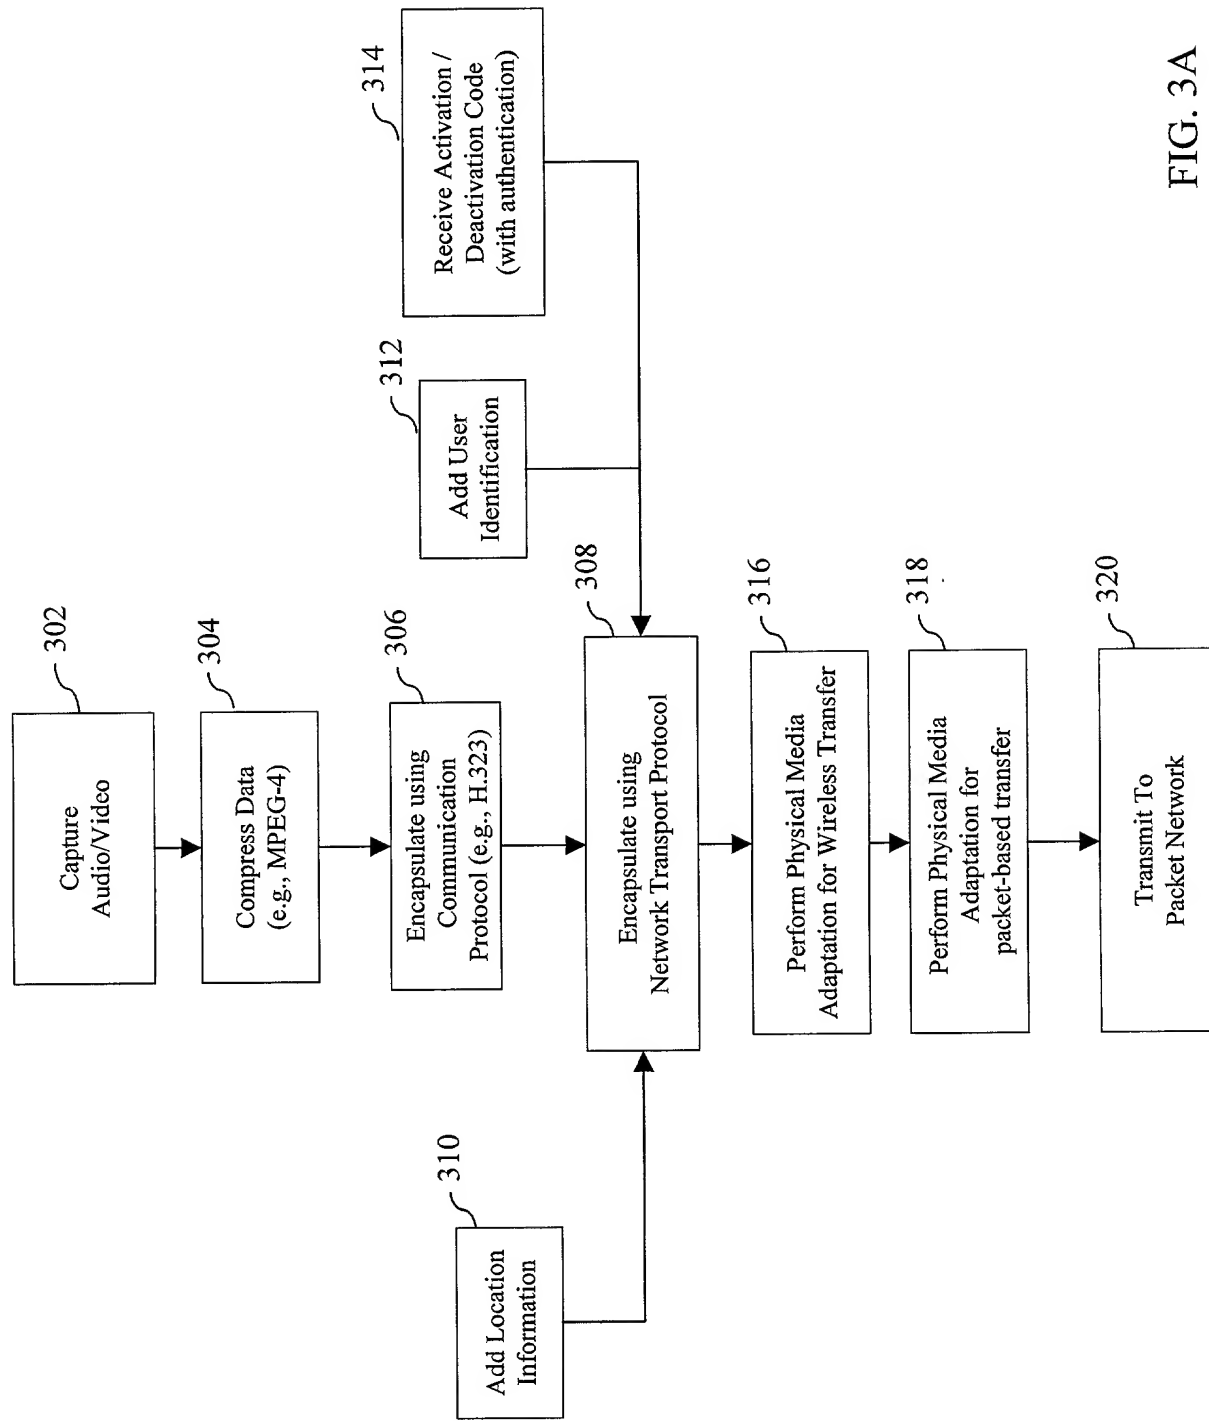 302
Capture
Audio/Video
304
Compress Data
(e.g., MPEG-4)
306
Encapsulate using
Communication
Protocol (e.g., H.323)
314
Receive Activation /
Deactivation Code
(with authentication)
312
Add User
Identification
310
Add Location
Information
308
Encapsulate using
Network Transport Protocol
316
Perform Physical Media
Adaptation for Wireless Transfer
318
Perform Physical Media
Adaptation for
packet-based transfer
320
Transmit To
Packet Network
FIG. 3A